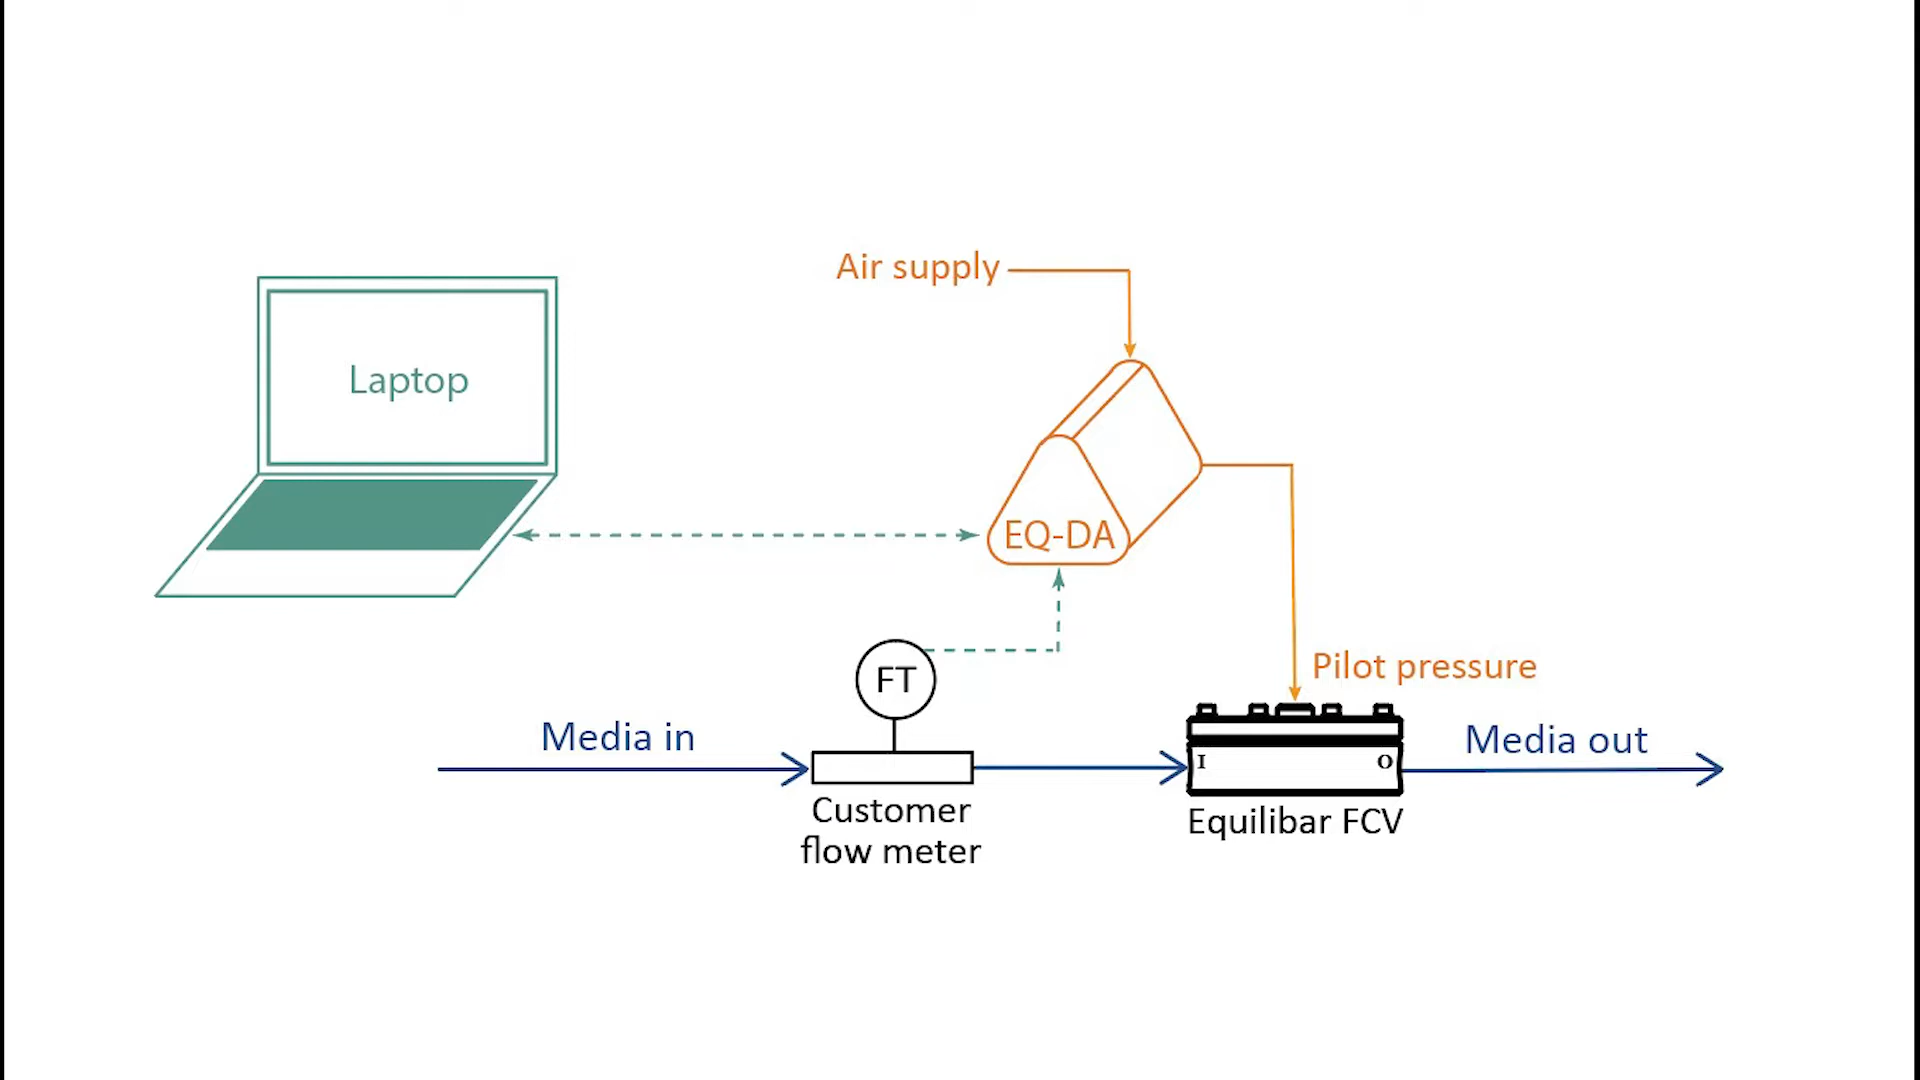 Air supply
Laptop
EQ-DA
FT
Pilot pressure
Media in
Media out
I
O
Customer
flow meter
Equilibar FCV